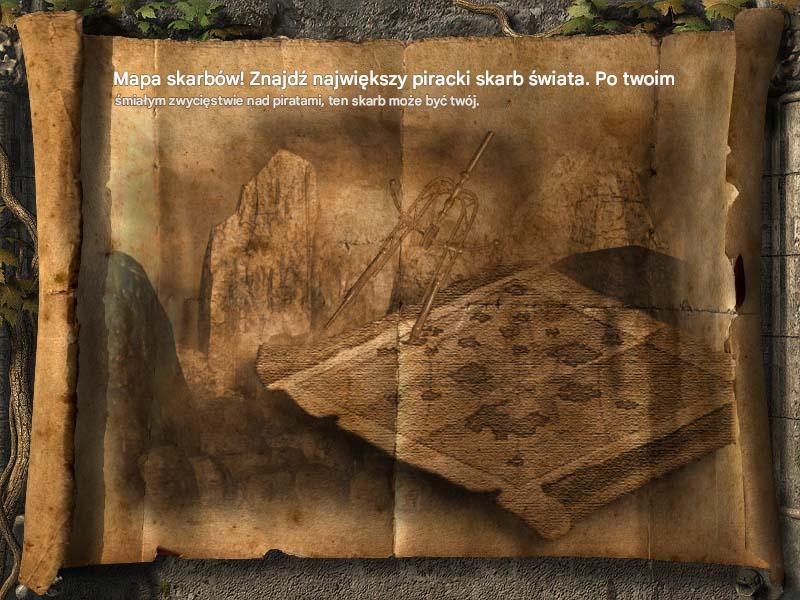 Mapa skarbów! Znajdź największy piracki skarb świata. Po twoim
śmiałym zwycięstwie nad piratami, ten skarb może być twój.